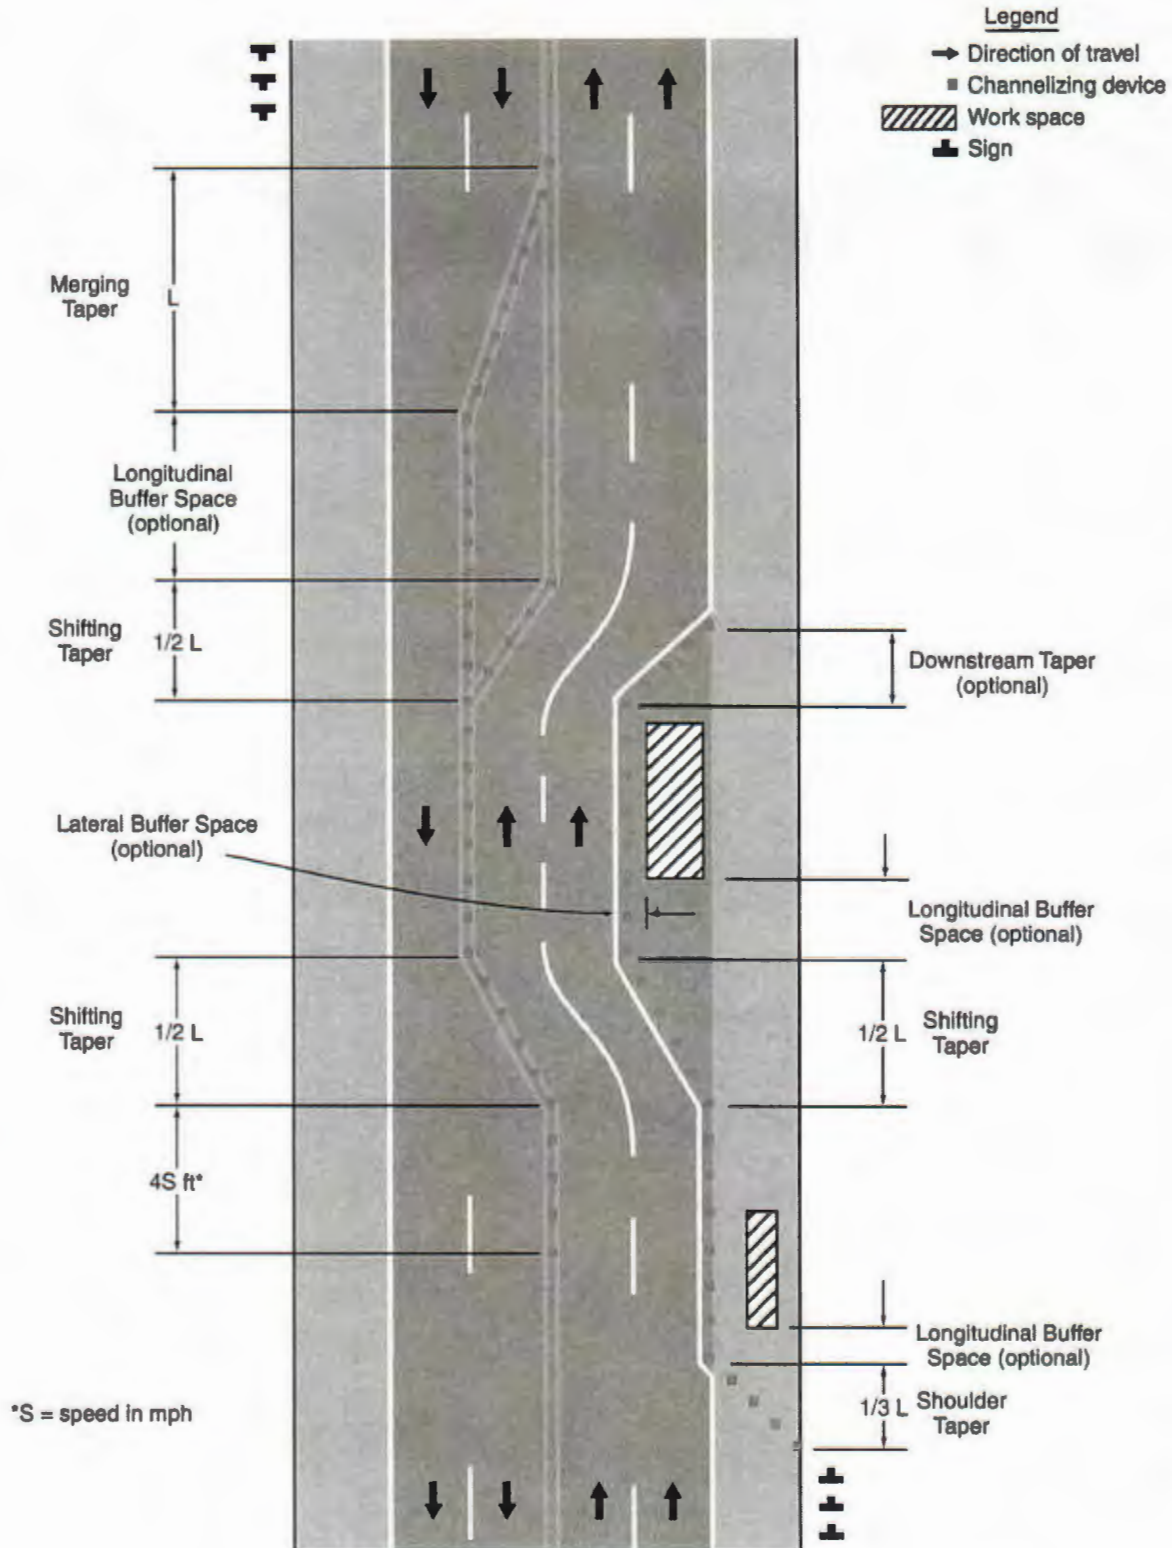 Legend
Direction of travel
Channelizing device
Work space
Sign
Merging
Taper
L
Longitudinal
Buffer Space
(optional)
Shifting
Taper
1/2 L
Downstream Taper
(optional)
Lateral Buffer Space
(optional)
Longitudinal Buffer
Space (optional)
Shifting
Taper
1/2 L
1/2 L
Shifting
Taper
4S ft*
Longitudinal Buffer
Space (optional)
*S = speed in mph
1/3 L
Shoulder
Taper